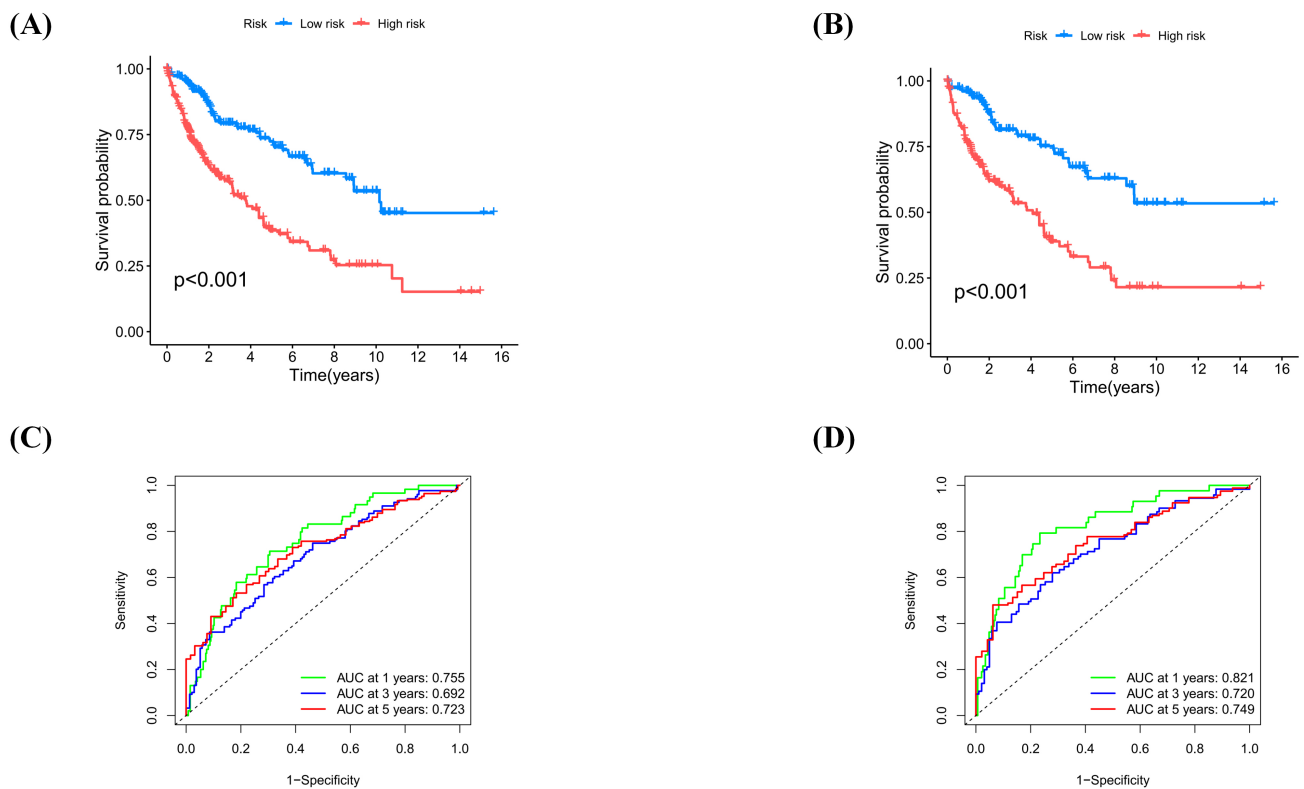 (A)
Risk Low risk High risk
1.00
0.75
0.50
0.25
0.00
Survival probability
p<0.001
0 2 4 6 8 10 12 14 16
Time(years)
(B)
Risk Low risk High risk
1.00
0.75
0.50
0.25
0.00
Survival probability
p<0.001
0 2 4 6 8 10 12 14 16
Time(years)
(C)
1.0
0.8
0.6
0.4
0.2
0.0
Sensitivity
AUC at 1 years: 0.755
AUC at 3 years: 0.692
AUC at 5 years: 0.723
0.0 0.2 0.4 0.6 0.8 1.0
1−Specificity
(D)
1.0
0.8
0.6
0.4
0.2
0.0
Sensitivity
AUC at 1 years: 0.821
AUC at 3 years: 0.720
AUC at 5 years: 0.749
0.0 0.2 0.4 0.6 0.8 1.0
1−Specificity